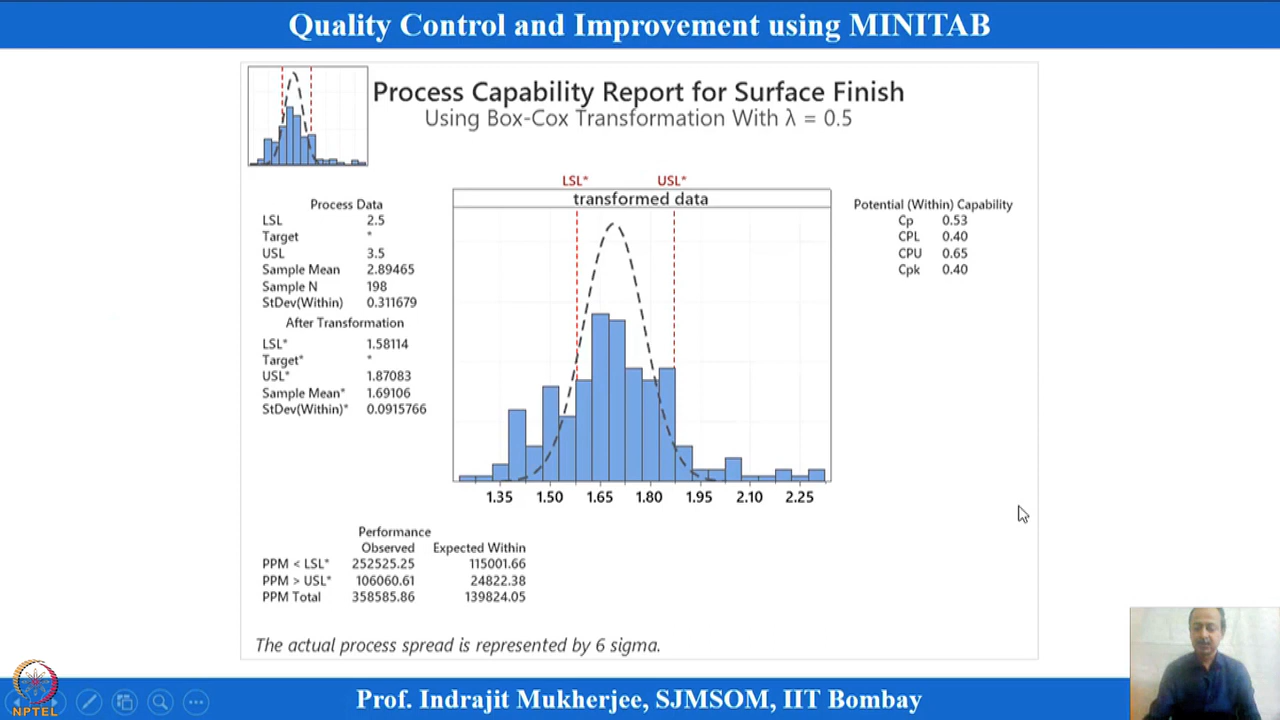 Quality Control and Improvement using MINITAB
Process Capability Report for Surface Finish
Using Box-Cox Transformation With λ = 0.5
LSL* USL*
transformed data
Process Data
LSL 2.5
Target *
USL 3.5
Sample Mean 2.89465
Sample N 198
StDev(Within) 0.311679
After Transformation
LSL* 1.58114
Target* *
USL* 1.87083
Sample Mean* 1.69106
StDev(Within)* 0.0915766
Potential (Within) Capability
Cp 0.53
CPL 0.40
CPU 0.65
Cpk 0.40
1.35 1.50 1.65 1.80 1.95 2.10 2.25
Performance
Observed Expected Within
PPM < LSL* 252525.25 115001.66
PPM > USL* 106060.61 24822.38
PPM Total 358585.86 139824.05
The actual process spread is represented by 6 sigma.
NPTEL
Prof. Indrajit Mukherjee, SJMSOM, IIT Bombay